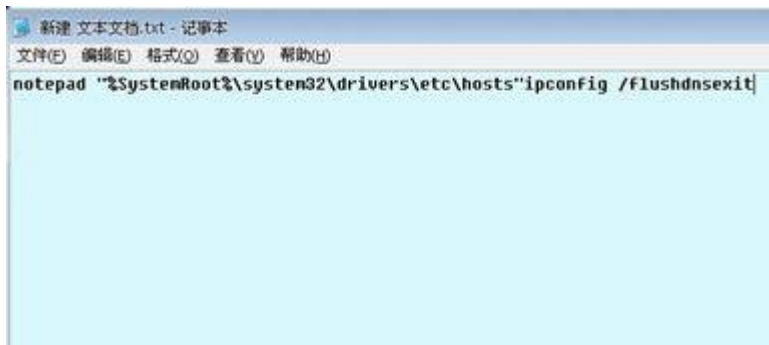 新建 文本文档.txt - 记事本
文件(F) 编辑(E) 格式(O) 查看(V) 帮助(H)
notepad "%SystemRoot%\system32\drivers\etc\hosts"ipconfig /flushdnsexit